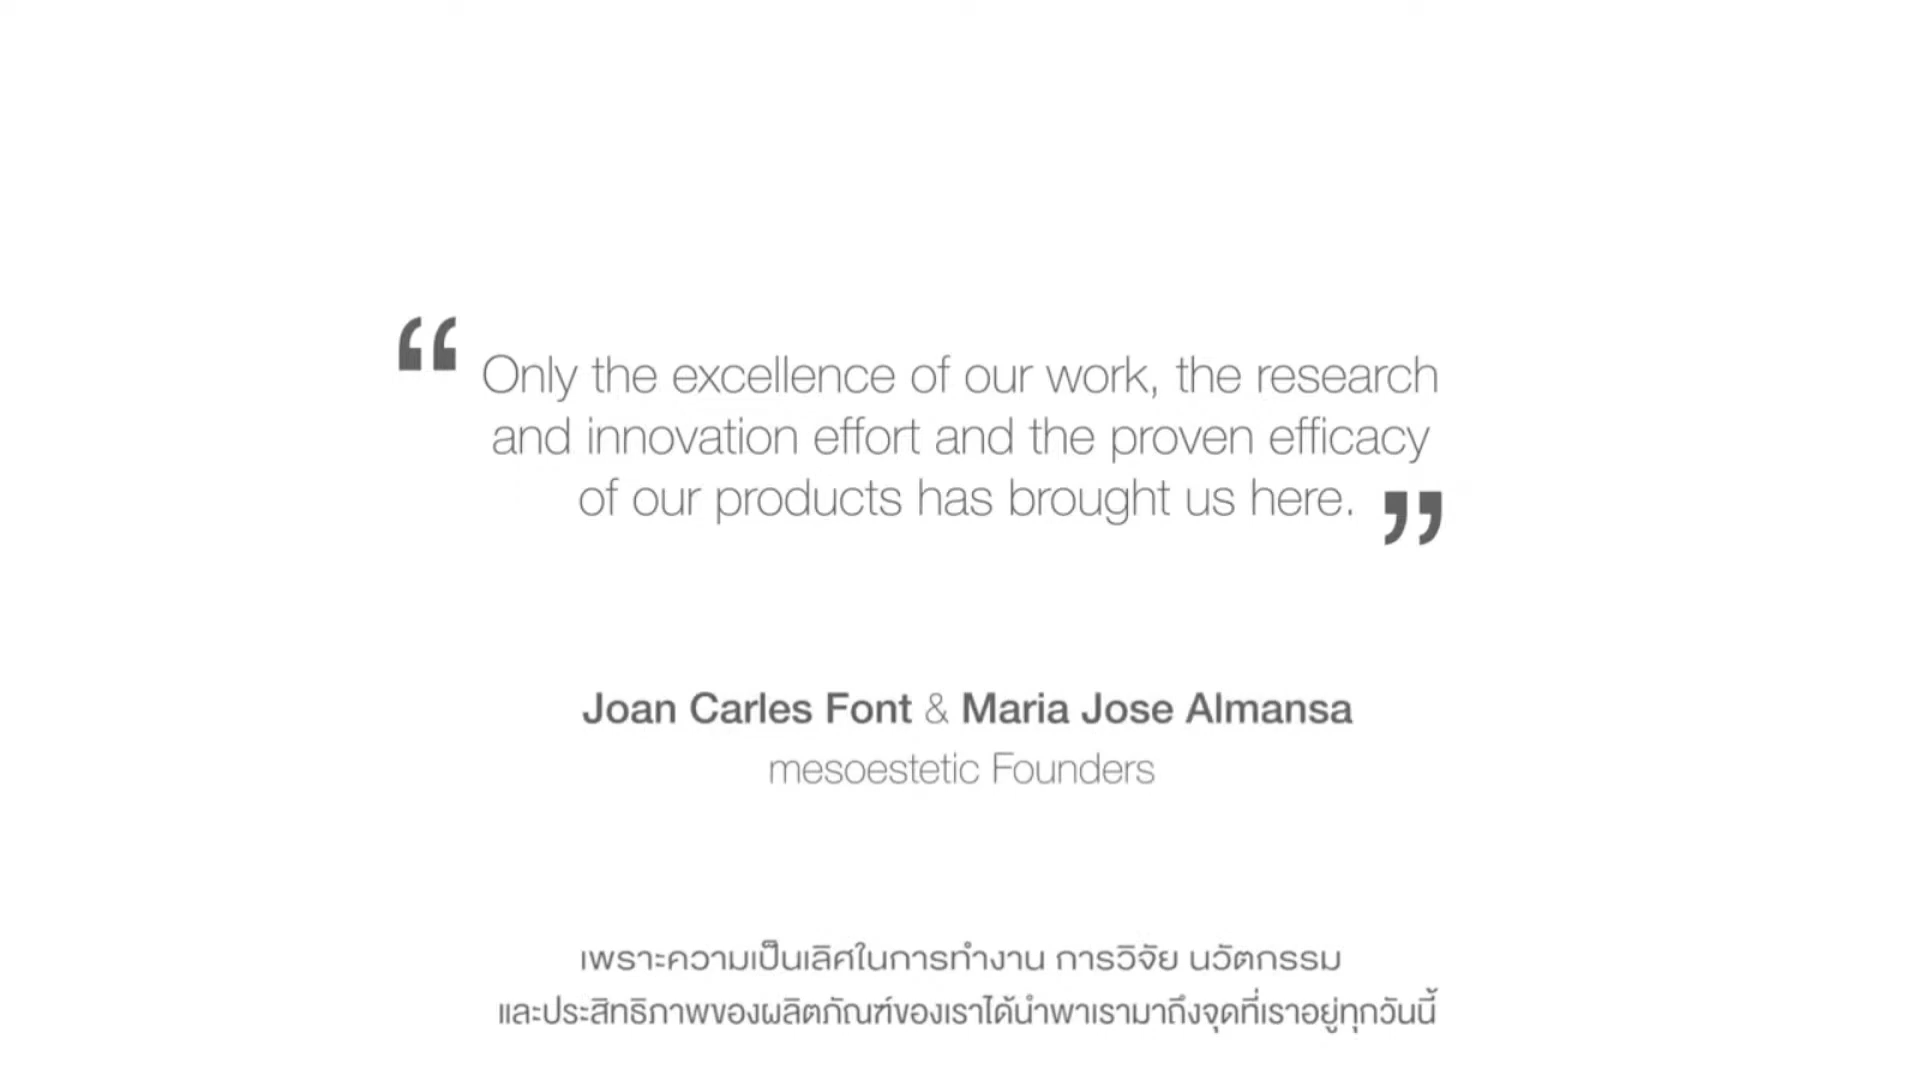 “Only the excellence of our work, the research
and innovation effort and the proven efficacy
of our products has brought us here.”
Joan Carles Font & Maria Jose Almansa
mesoestetic Founders
เพราะความเป็นเลิศในการทำงาน การวิจัย นวัตกรรม
และประสิทธิภาพของผลิตภัณฑ์ของเราได้นำพาเรามาถึงจุดที่เราอยู่ทุกวันนี้